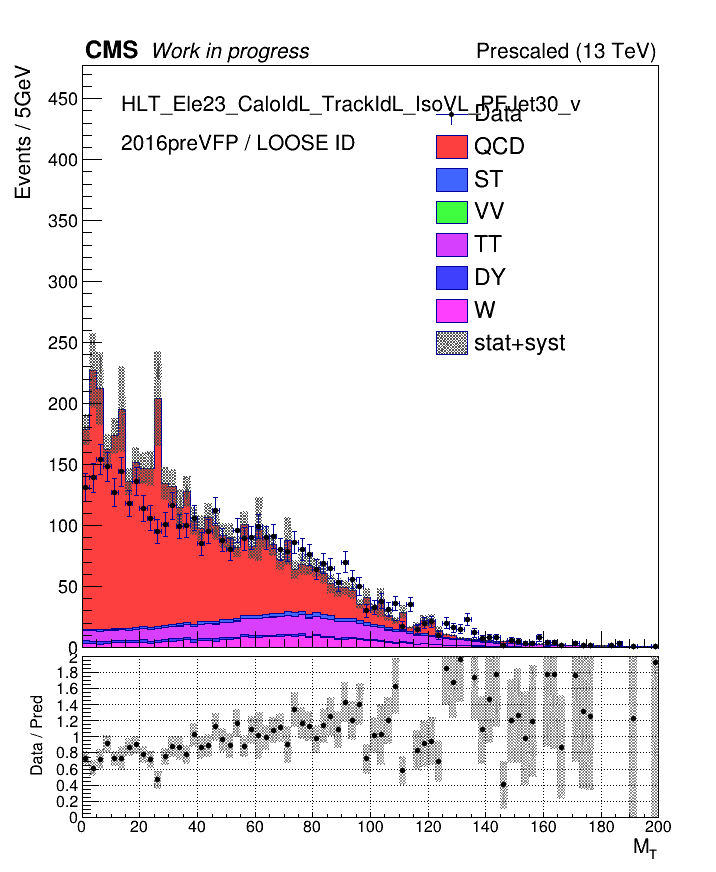 CMS Work in progress Prescaled (13 TeV)
Events / 5GeV
HLT_Ele23_CaloIdL_TrackIdL_IsoVL_PFJet30_v
2016preVFP / LOOSE ID
Data
QCD
ST
VV
TT
DY
W
stat+syst
450
400
350
300
250
200
150
100
50
0
Data / Pred
2
1.8
1.6
1.4
1.2
1
0.8
0.6
0.4
0.2
0
0 20 40 60 80 100 120 140 160 180 200
M_T